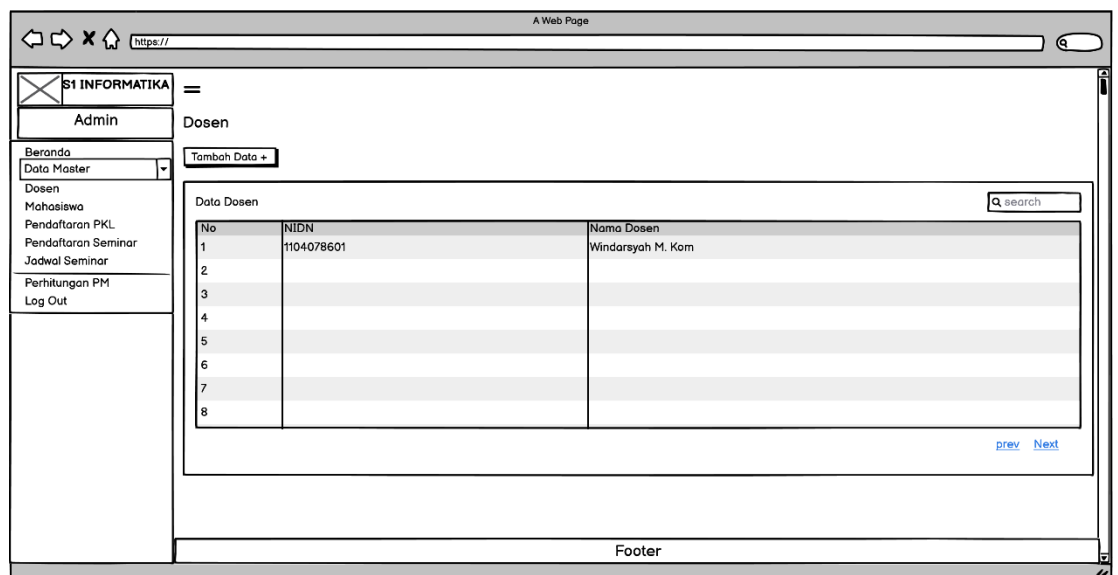 A Web Page
https://
S1 INFORMATIKA
Admin
Beranda
Data Master
Dosen
Mahasiswa
Pendaftaran PKL
Pendaftaran Seminar
Jadwal Seminar
Perhitungan PM
Log Out
Dosen
Tambah Data +
Data Dosen
search
No NIDN Nama Dosen
1 1104078601 Windarsyah M. Kom
2
3
4
5
6
7
8
prev Next
Footer